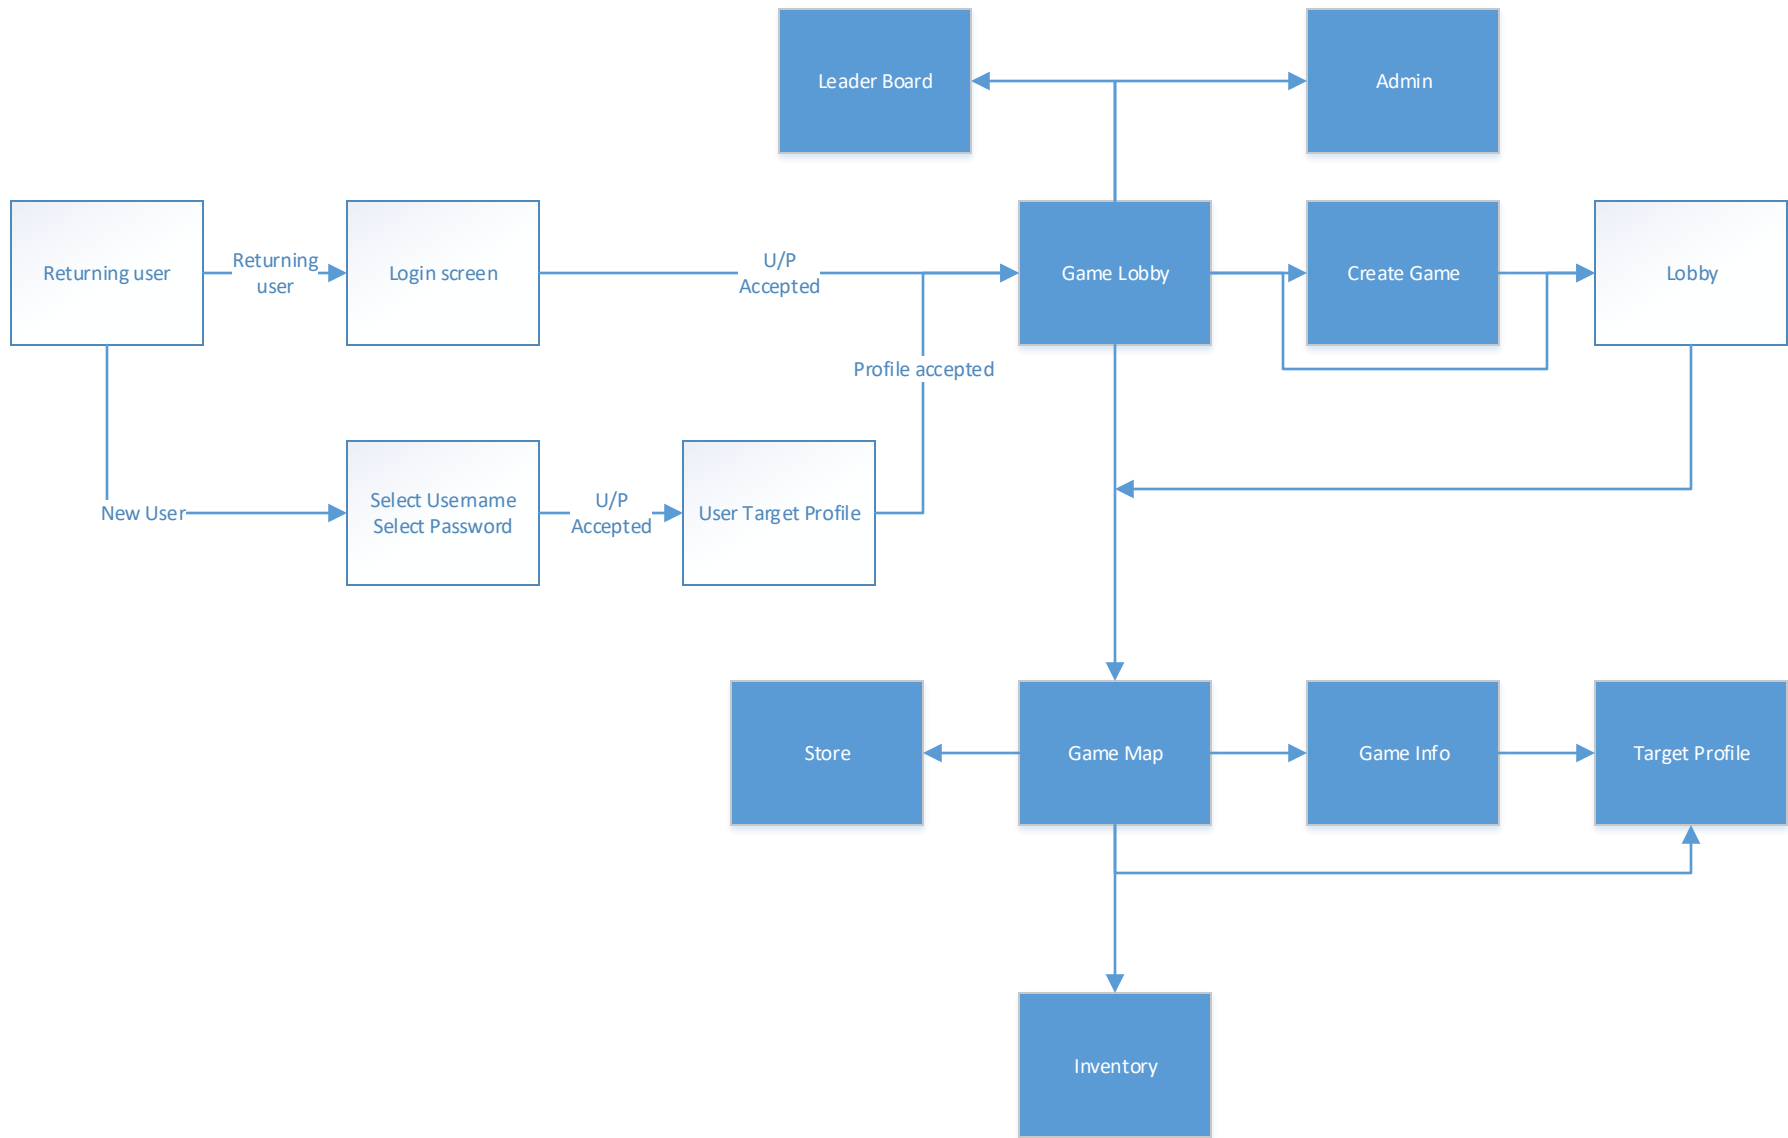 Leader Board
Admin
Returning user
Returning
user
Login screen
U/P
Accepted
Game Lobby
Create Game
Lobby
Profile accepted
New User
Select Username
Select Password
U/P
Accepted
User Target Profile
Store
Game Map
Game Info
Target Profile
Inventory